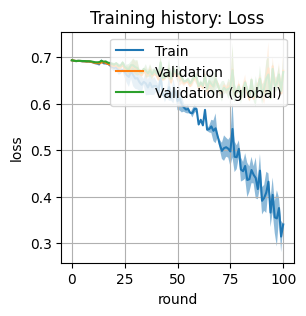 Training history: Loss
Train
Validation
Validation (global)
0.7
0.6
0.5
0.4
0.3
loss
0 25 50 75 100
round